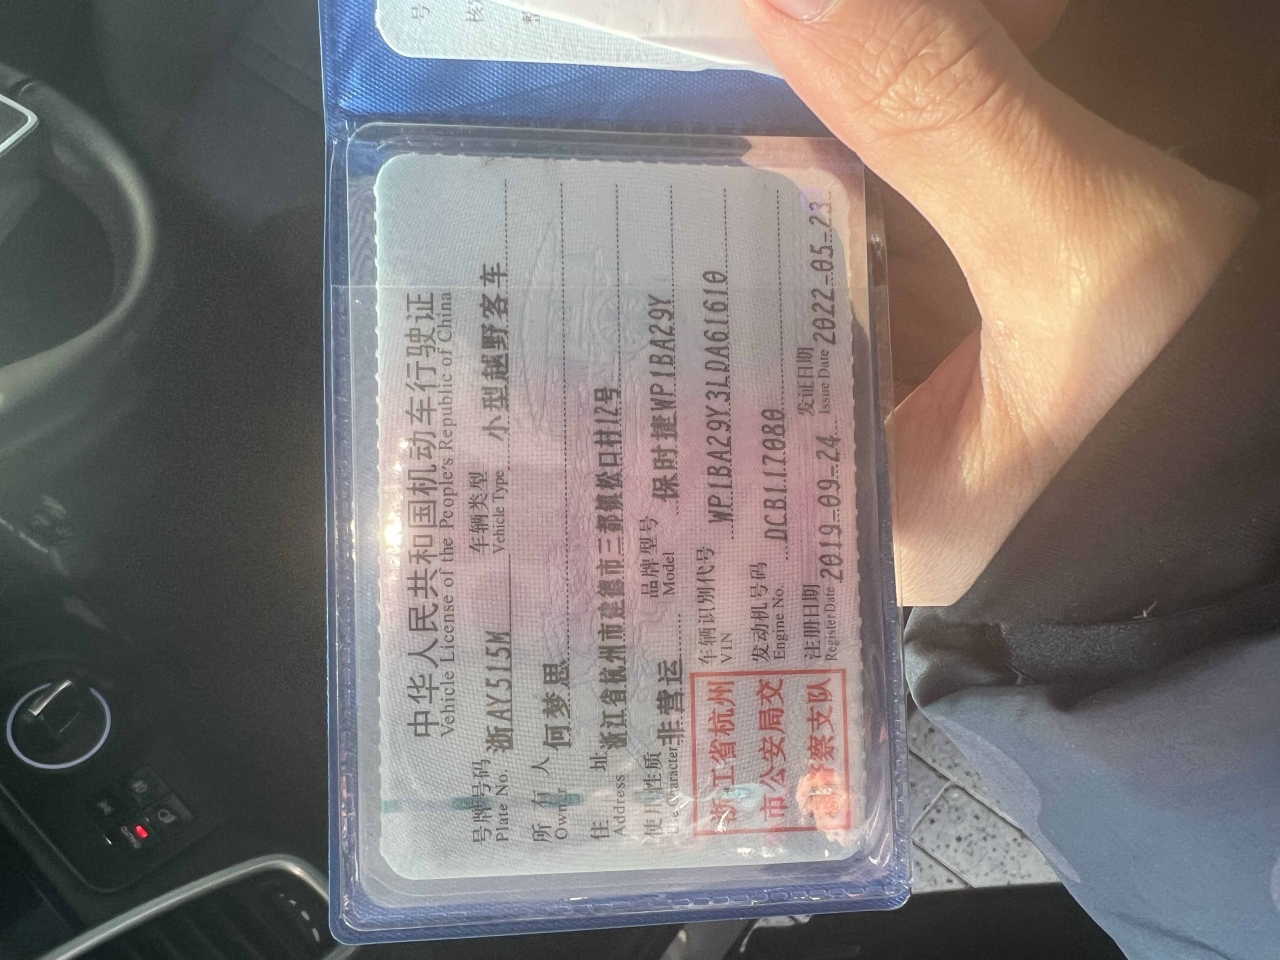 中华人民共和国机动车行驶证
Vehicle License of the People's Republic of China
号牌号码 浙AY515M 车辆类型 小型越野客车
Plate No. Vehicle Type
所有人 何梦思
Owner
住址 浙江省杭州市建德市三都镇松口村12号
Address
使用性质 非营运 品牌型号 保时捷WP1BA29Y
Use Character Model
浙江省杭州
市公安局交
通警察支队
车辆识别代号 WP1BA29Y3LDA61610
VIN
发动机号码 DCB117080
Engine No.
注册日期 2019-09-24 发证日期 2022-05-23
Register Date Issue Date
号
核
整